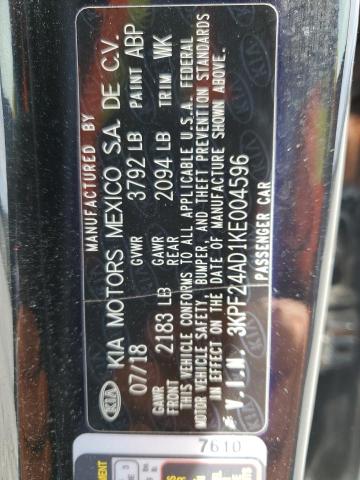 MANUFACTURED BY
KIA MOTORS MEXICO S.A. DE C.V.
07/18 GVWR 3792 LB PAINT ABP
GAWR FRONT 2183 LB GAWR REAR 2094 LB TRIM WK
THIS VEHICLE CONFORMS TO ALL APPLICABLE U.S.A. FEDERAL
MOTOR VEHICLE SAFETY, BUMPER, AND THEFT PREVENTION STANDARDS
IN EFFECT ON THE DATE OF MANUFACTURE SHOWN ABOVE.
V.I.N. 3KPF24AD1KE004596
PASSENGER CAR
KIA
7610